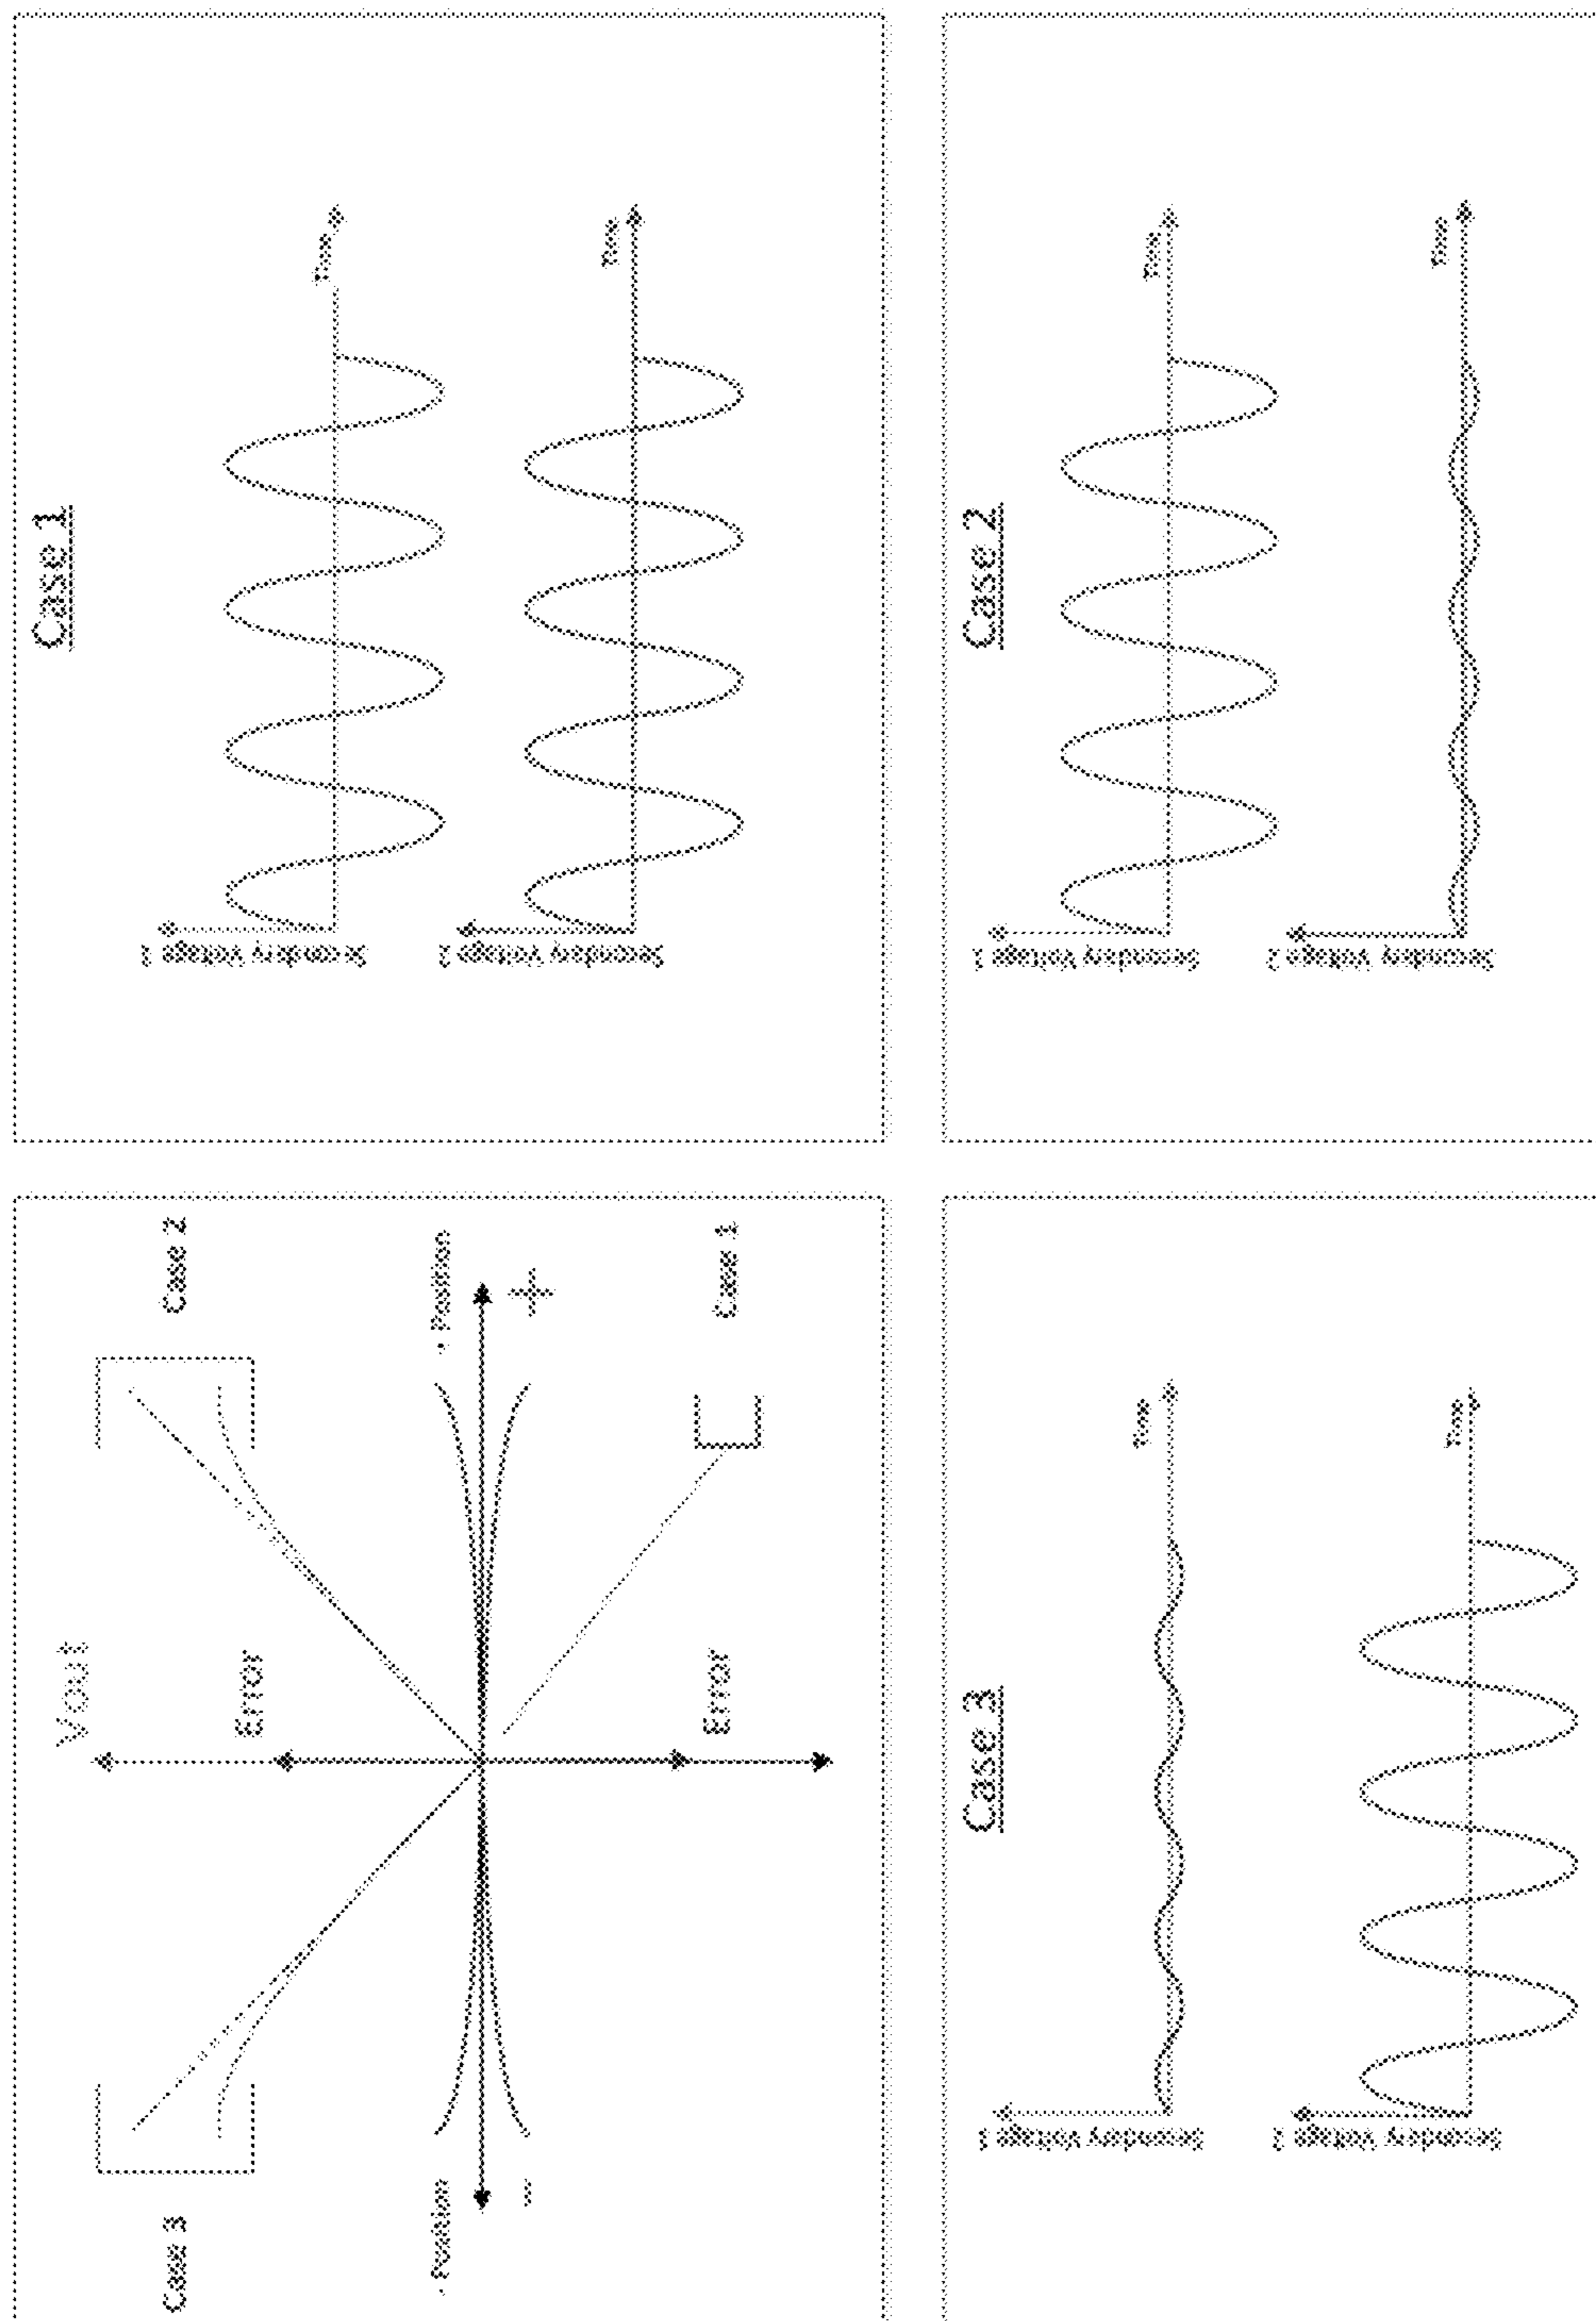 Vout
Case 3
Case 2
Error
- Position
- Position
+
−
Error
Case 1
Case 1
Secondary Voltage 1
Time
Secondary Voltage 2
Time
Case 3
Secondary Voltage 1
Time
Secondary Voltage 2
Time
Case 2
Secondary Voltage 1
Time
Secondary Voltage 2
Time